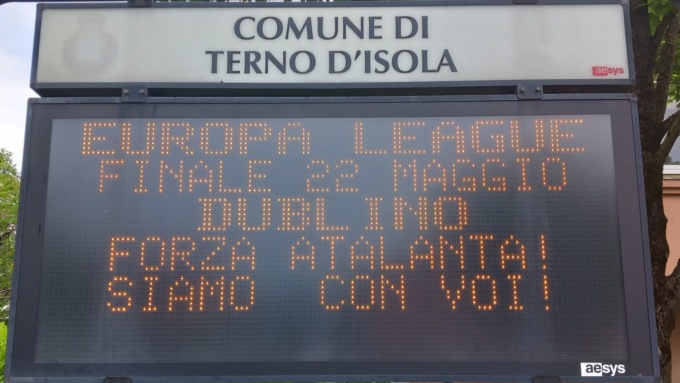 COMUNE DI
TERNO D'ISOLA
aesys
EUROPA LEAGUE
FINALE 22 MAGGIO
DUBLINO
FORZA ATALANTA!
SIAMO CON VOI!
aesys